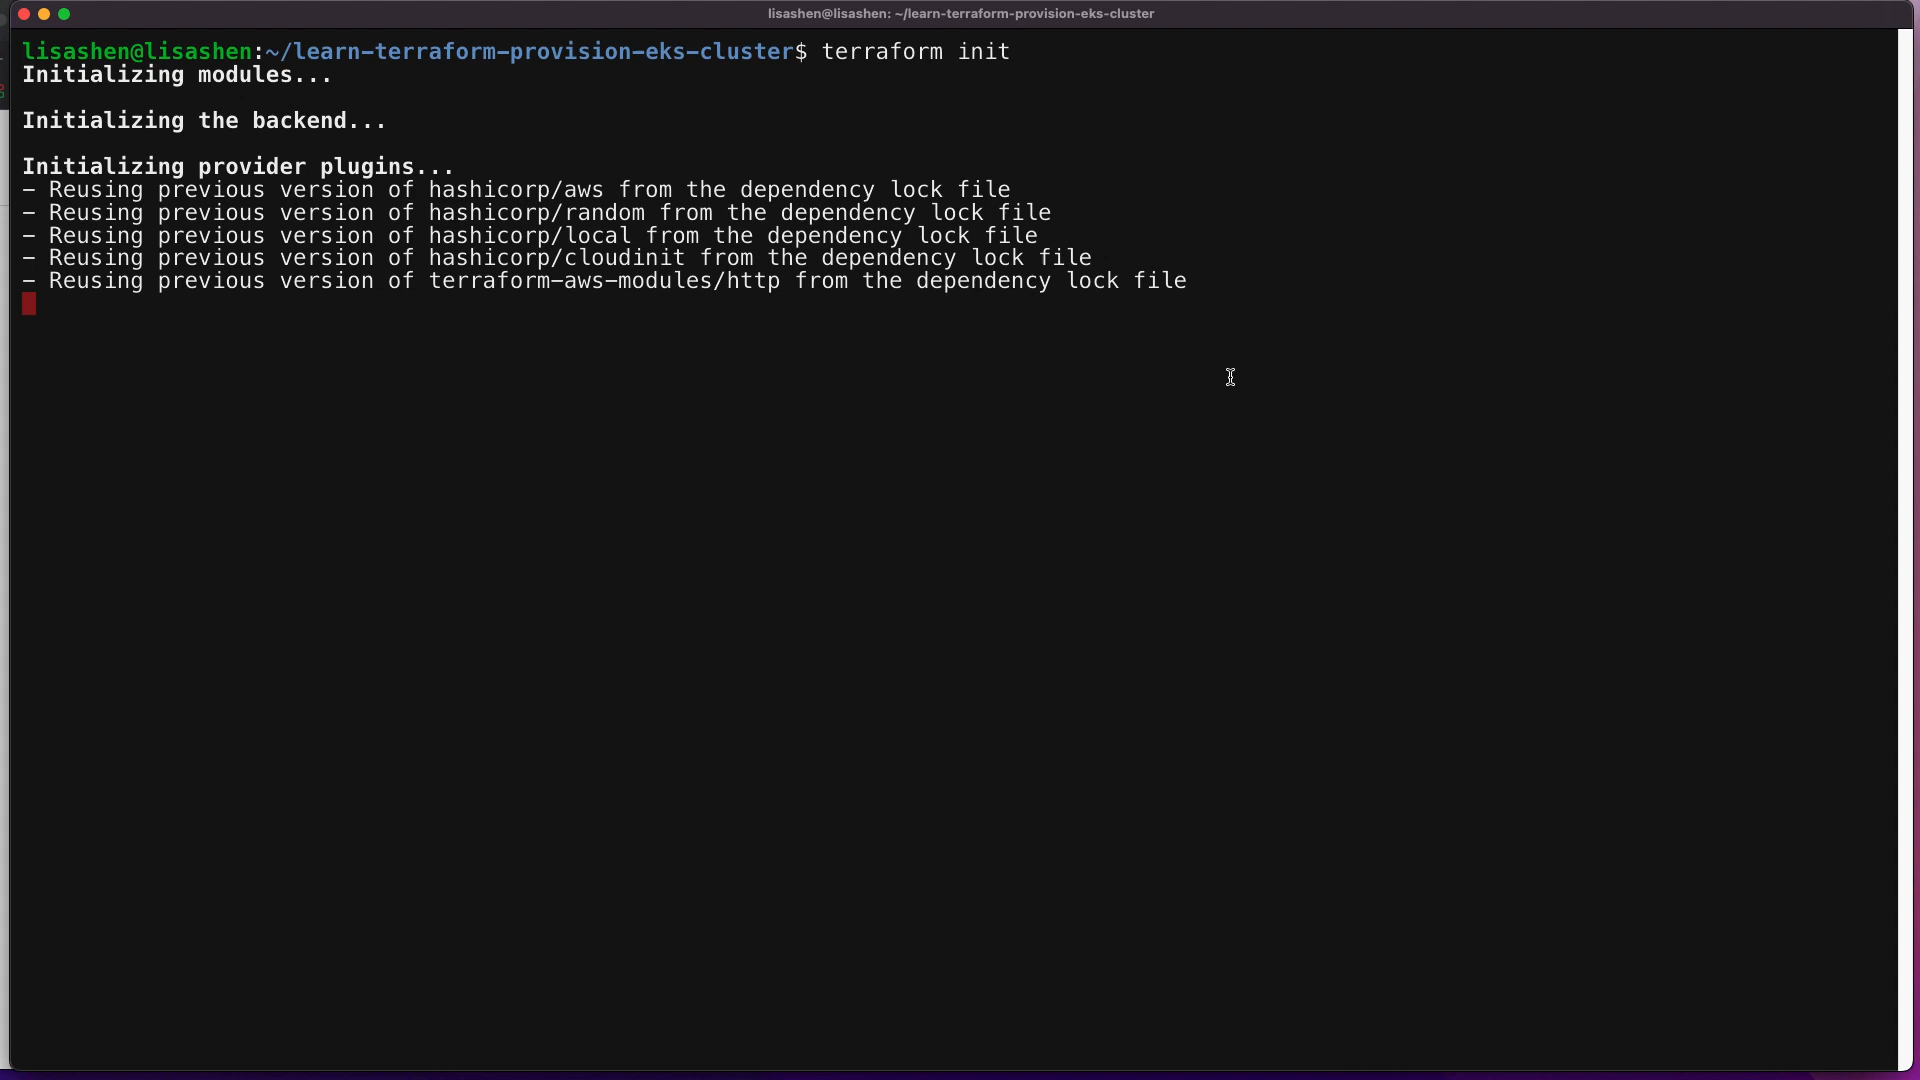 lisashen@lisashen: ~/learn-terraform-provision-eks-cluster
lisashen@lisashen:~/learn-terraform-provision-eks-cluster$ terraform init
Initializing modules...
Initializing the backend...
Initializing provider plugins...
- Reusing previous version of hashicorp/aws from the dependency lock file
- Reusing previous version of hashicorp/random from the dependency lock file
- Reusing previous version of hashicorp/local from the dependency lock file
- Reusing previous version of hashicorp/cloudinit from the dependency lock file
- Reusing previous version of terraform-aws-modules/http from the dependency lock file